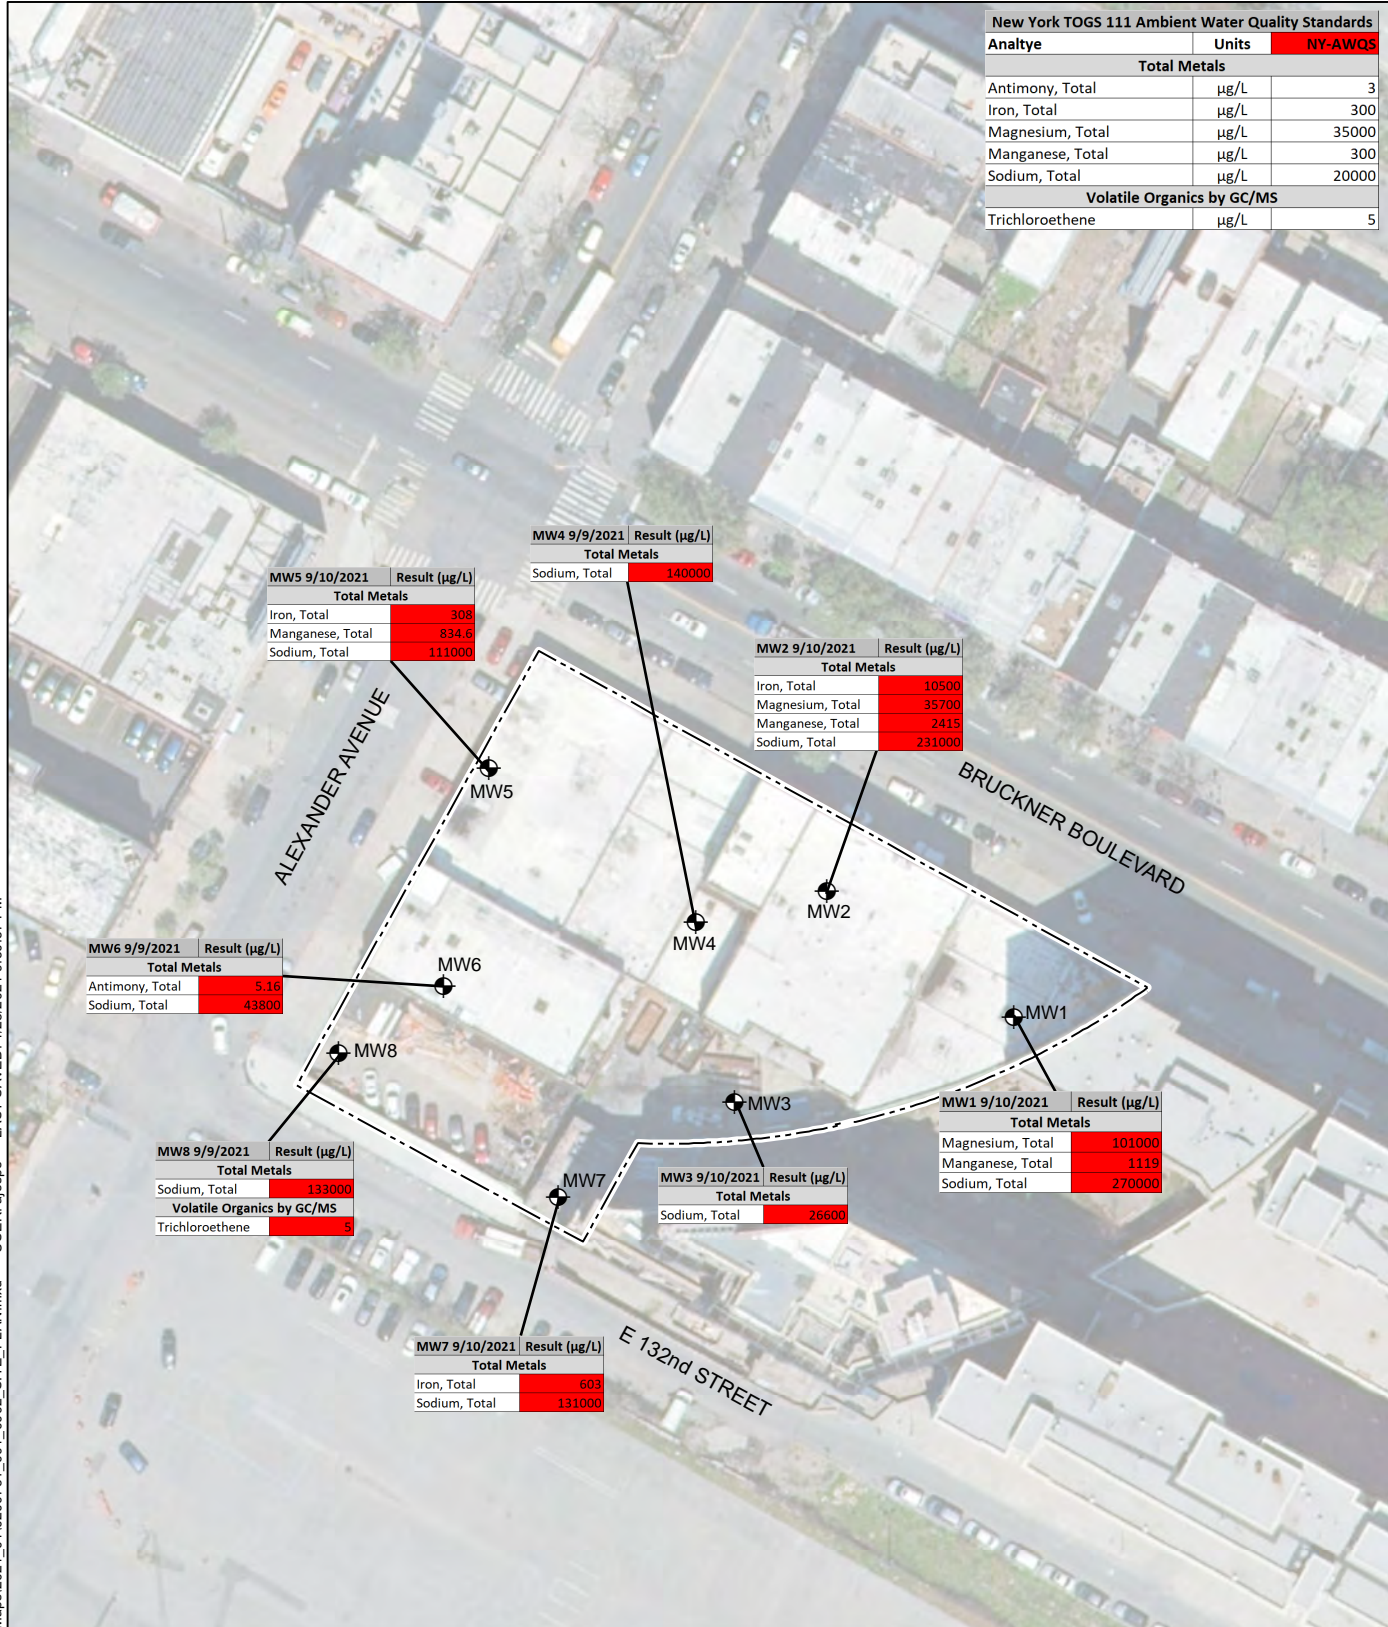 New York TOGS 111 Ambient Water Quality Standards
Analtye Units NY-AWQS
Total Metals
Antimony, Total µg/L 3
Iron, Total µg/L 300
Magnesium, Total µg/L 35000
Manganese, Total µg/L 300
Sodium, Total µg/L 20000
Volatile Organics by GC/MS
Trichloroethene µg/L 5
MW4 9/9/2021 Result (µg/L)
Total Metals
Sodium, Total 140000
MW5 9/10/2021 Result (µg/L)
Total Metals
Iron, Total 308
Manganese, Total 834.6
Sodium, Total 111000
MW2 9/10/2021 Result (µg/L)
Total Metals
Iron, Total 10500
Magnesium, Total 35700
Manganese, Total 2415
Sodium, Total 231000
ALEXANDER AVENUE
BRUCKNER BOULEVARD
MW5
MW2
MW4
MW6 9/9/2021 Result (µg/L)
Total Metals
Antimony, Total 5.16
Sodium, Total 43800
MW6
MW1
MW8
MW3
MW1 9/10/2021 Result (µg/L)
Total Metals
Magnesium, Total 101000
Manganese, Total 1119
Sodium, Total 270000
MW8 9/9/2021 Result (µg/L)
Total Metals
Sodium, Total 133000
Volatile Organics by GC/MS
Trichloroethene 5
MW7
MW3 9/10/2021 Result (µg/L)
Total Metals
Sodium, Total 26600
MW7 9/10/2021 Result (µg/L)
Total Metals
Iron, Total 603
Sodium, Total 131000
E 132nd STREET